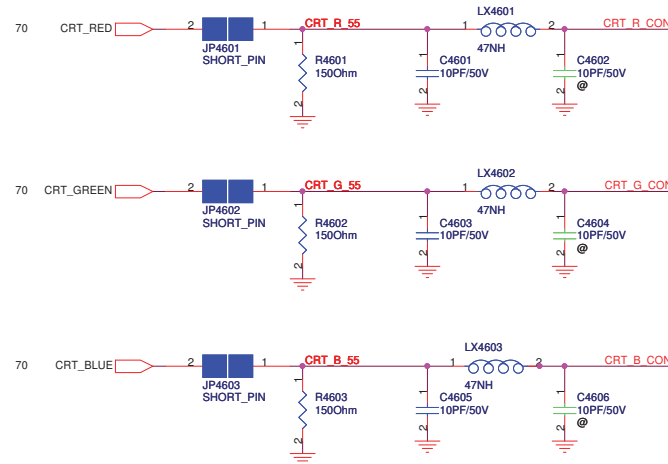 LX4601
70 CRT_RED 2 1 CRT_R_55 1 2 CRT_R_CON
JP4601
SHORT_PIN
1 R4601
150Ohm
2
1 C4601
10PF/50V
2
47NH
1 C4602
10PF/50V
@
2
LX4602
70 CRT_GREEN 2 1 CRT_G_55 1 2 CRT_G_CON
JP4602
SHORT_PIN
1 R4602
150Ohm
2
1 C4603
10PF/50V
2
47NH
1 C4604
10PF/50V
@
2
LX4603
70 CRT_BLUE 2 1 CRT_B_55 1 2 CRT_B_CON
JP4603
SHORT_PIN
1 R4603
150Ohm
2
1 C4605
10PF/50V
2
47NH
1 C4606
10PF/50V
@
2